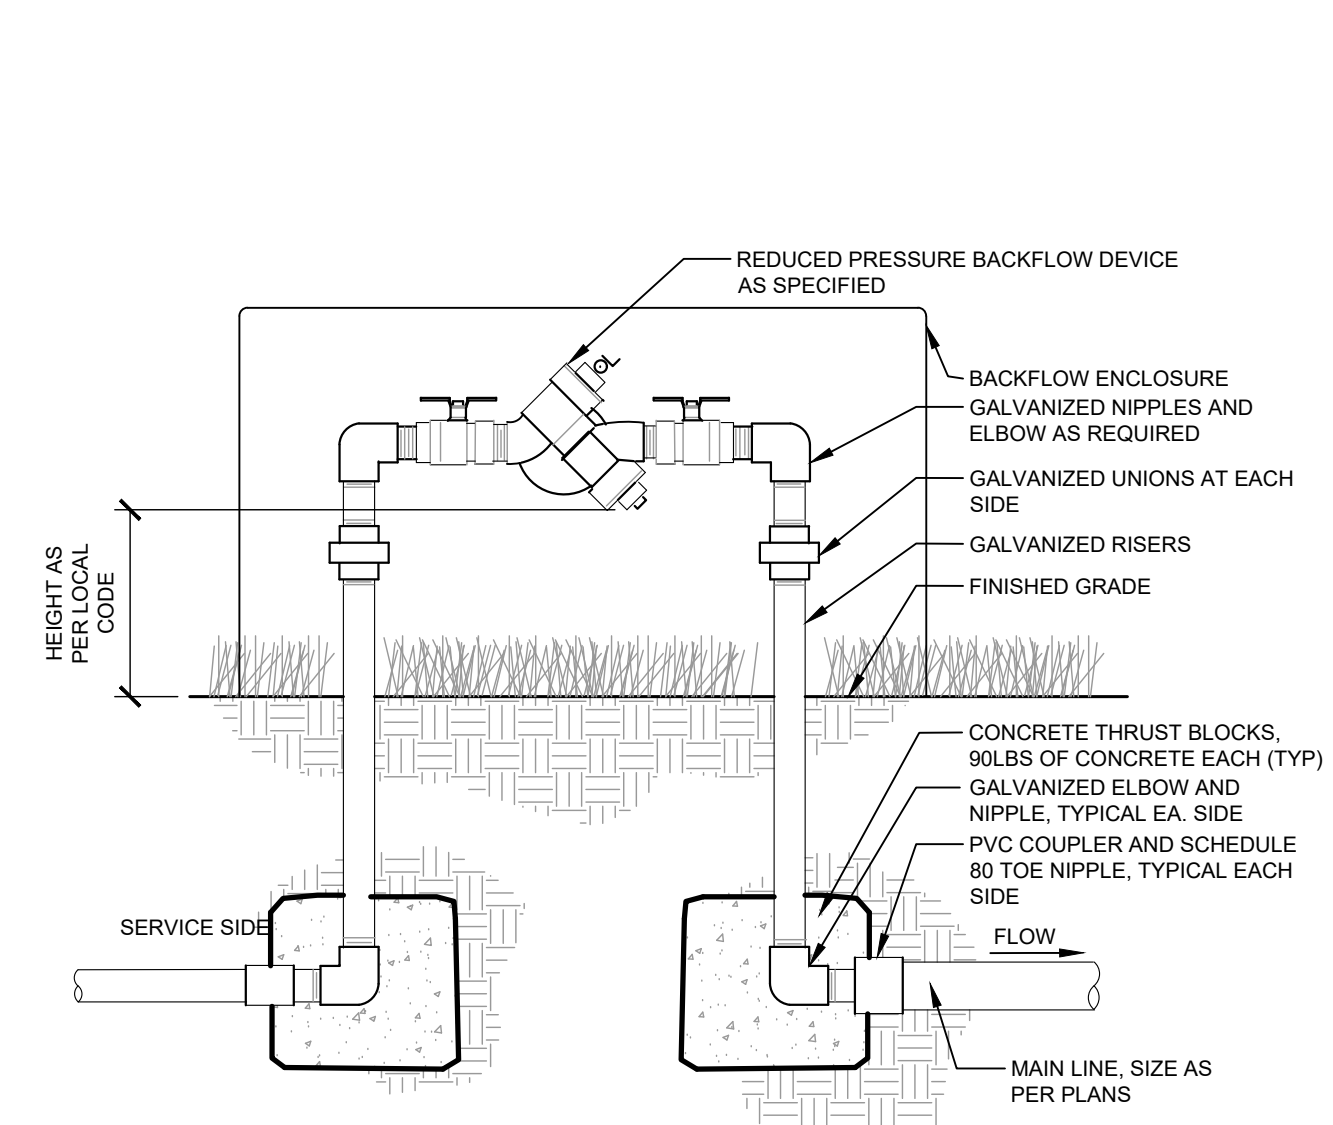 REDUCED PRESSURE BACKFLOW DEVICE
AS SPECIFIED
BACKFLOW ENCLOSURE
GALVANIZED NIPPLES AND
ELBOW AS REQUIRED
GALVANIZED UNIONS AT EACH
SIDE
GALVANIZED RISERS
FINISHED GRADE
HEIGHT AS
PER LOCAL
CODE
CONCRETE THRUST BLOCKS,
90LBS OF CONCRETE EACH (TYP)
GALVANIZED ELBOW AND
NIPPLE, TYPICAL EA. SIDE
PVC COUPLER AND SCHEDULE
80 TOE NIPPLE, TYPICAL EACH
SIDE
SERVICE SIDE
FLOW
MAIN LINE, SIZE AS
PER PLANS